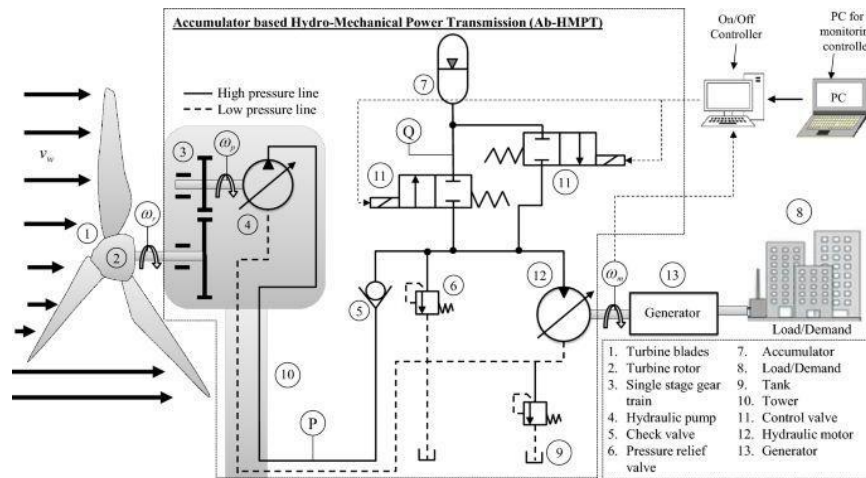 Accumulator based Hydro-Mechanical Power Transmission (Ab-HMPT)
On/Off
Controller
PC for
monitorin
controlle
PC
High pressure line
Low pressure line
7
Q
3
ωp
11
11
vw
4
8
1
ωr
2
12
ωm
13
6
5
Generator
Load/Demand
10
P
9
1. Turbine blades
2. Turbine rotor
3. Single stage gear
train
4. Hydraulic pump
5. Check valve
6. Pressure relief
valve
7. Accumulator
8. Load/Demand
9. Tank
10. Tower
11. Control valve
12. Hydraulic motor
13. Generator